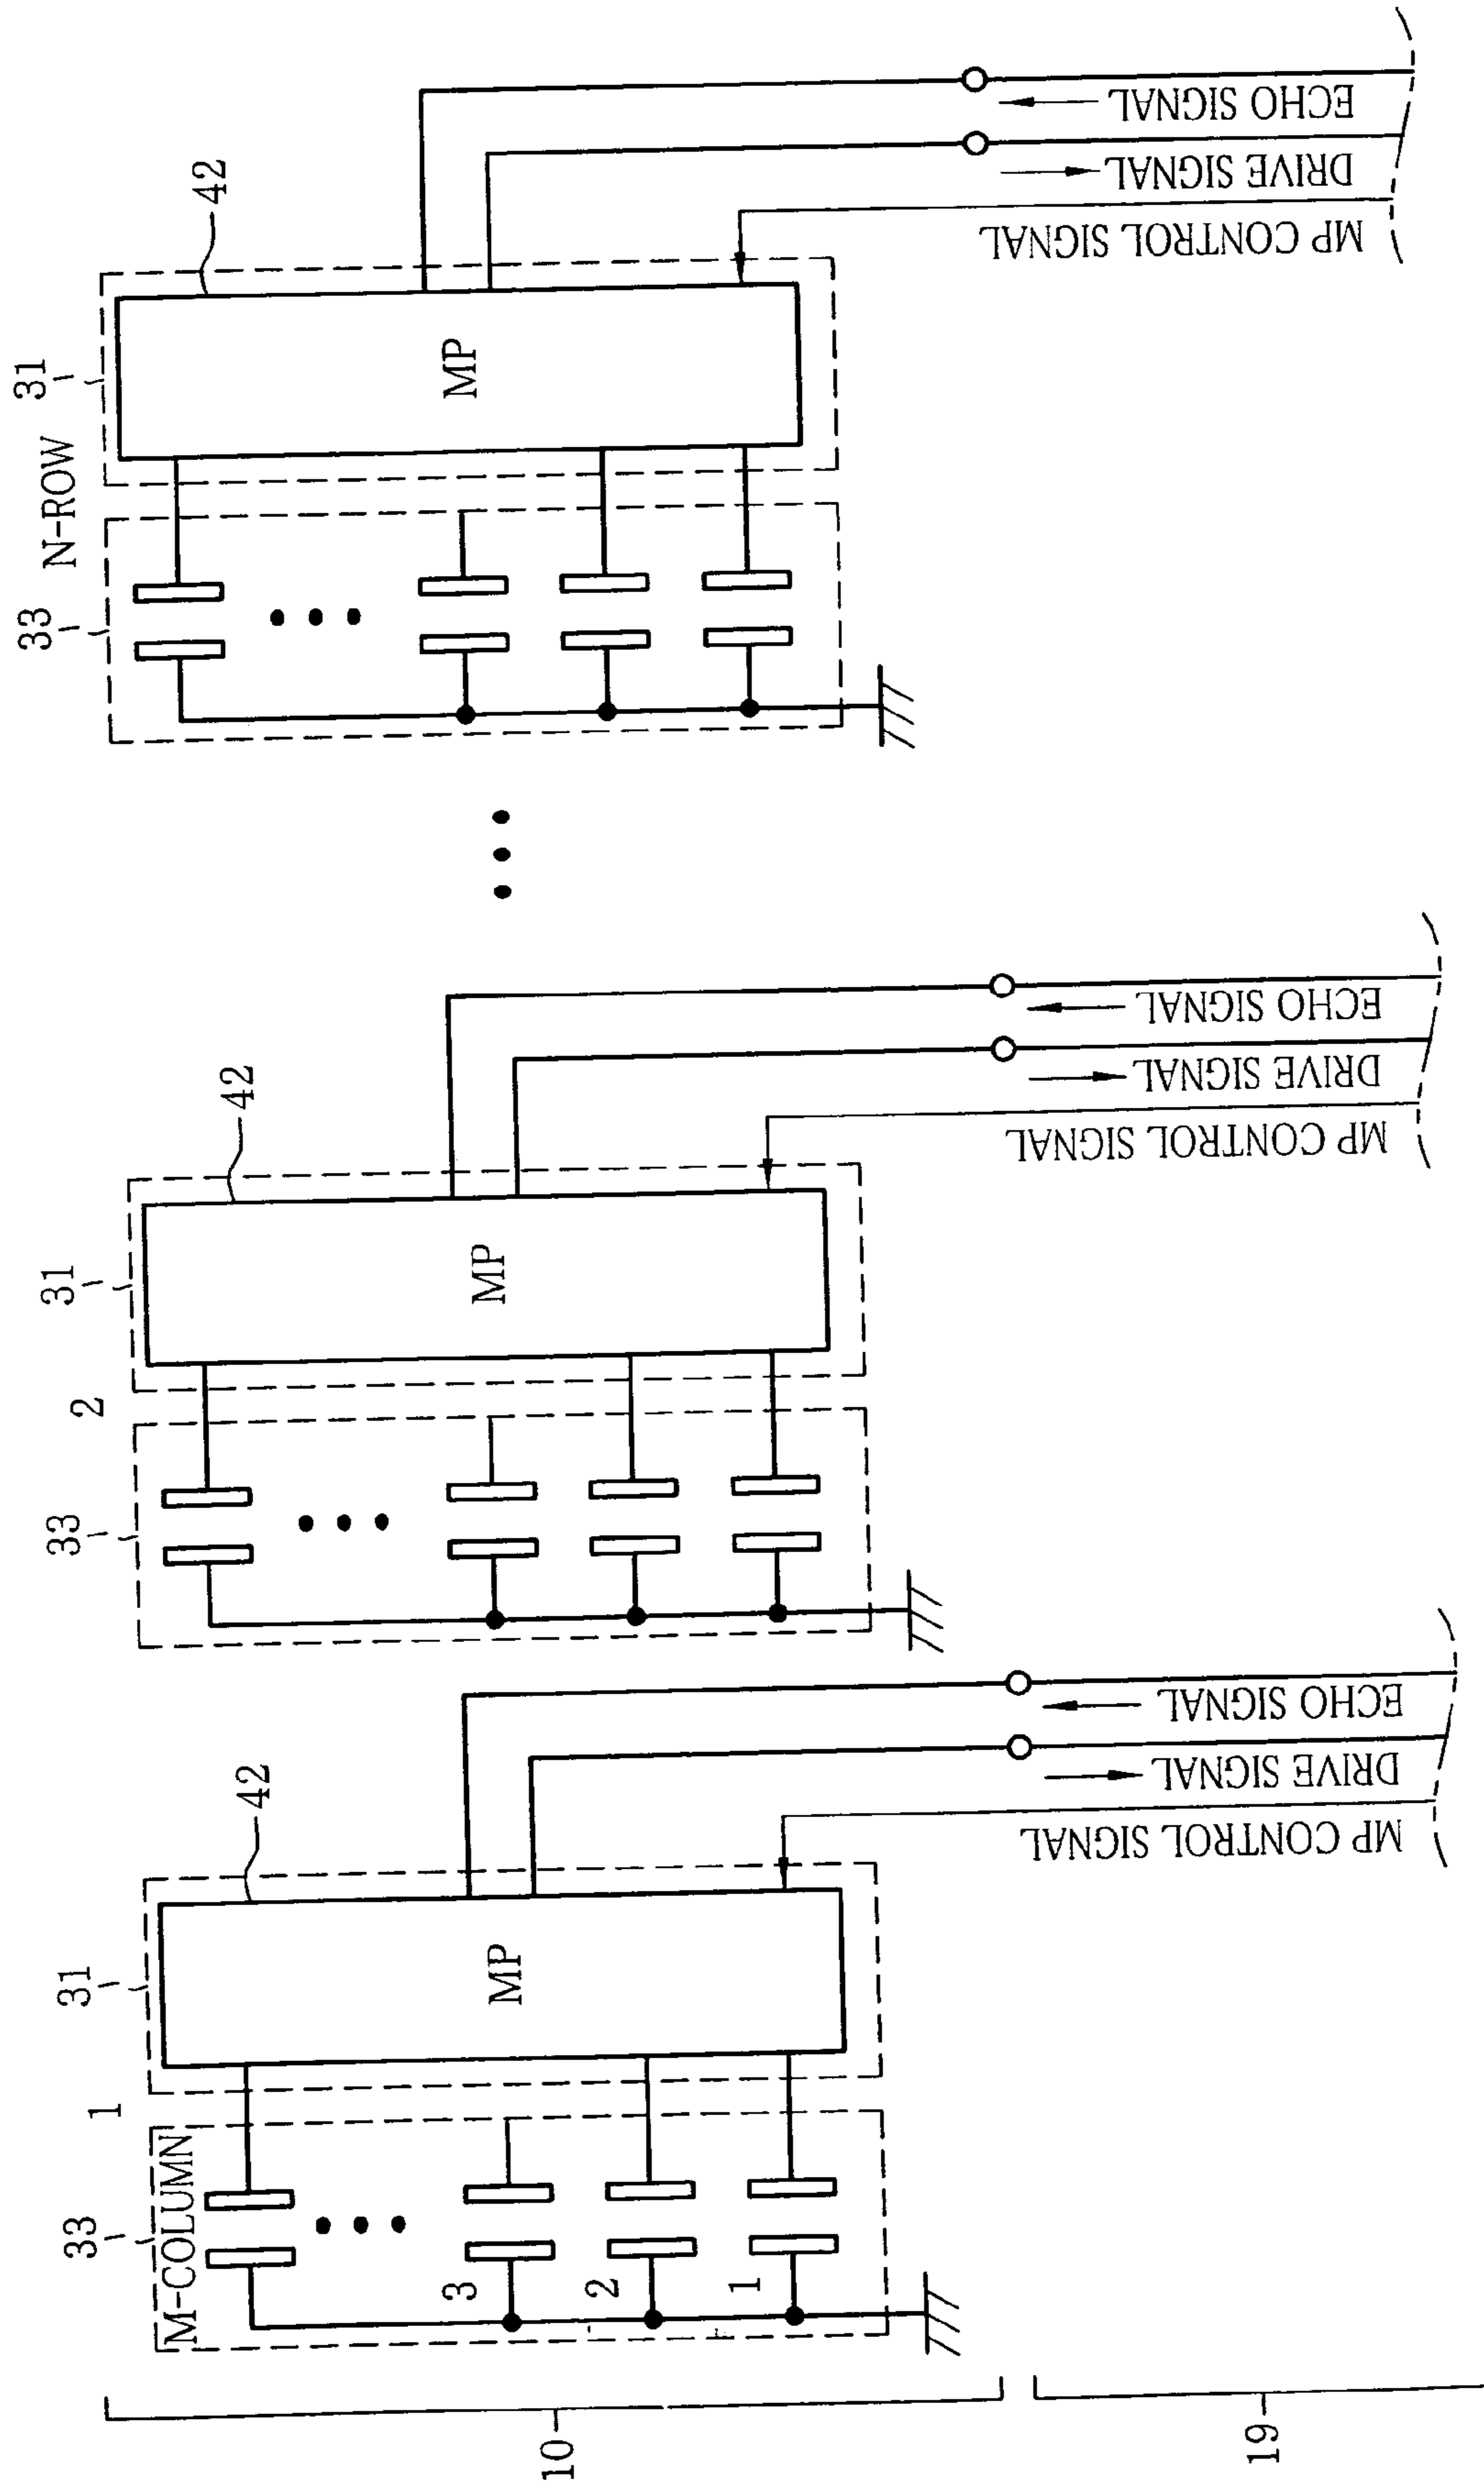 1
2
N-ROW
33
31
42
33
31
42
33
31
42
M-COLUMN
MP
MP
MP
3
2
1
10
19
MP CONTROL SIGNAL
DRIVE SIGNAL
ECHO SIGNAL
MP CONTROL SIGNAL
DRIVE SIGNAL
ECHO SIGNAL
MP CONTROL SIGNAL
DRIVE SIGNAL
ECHO SIGNAL